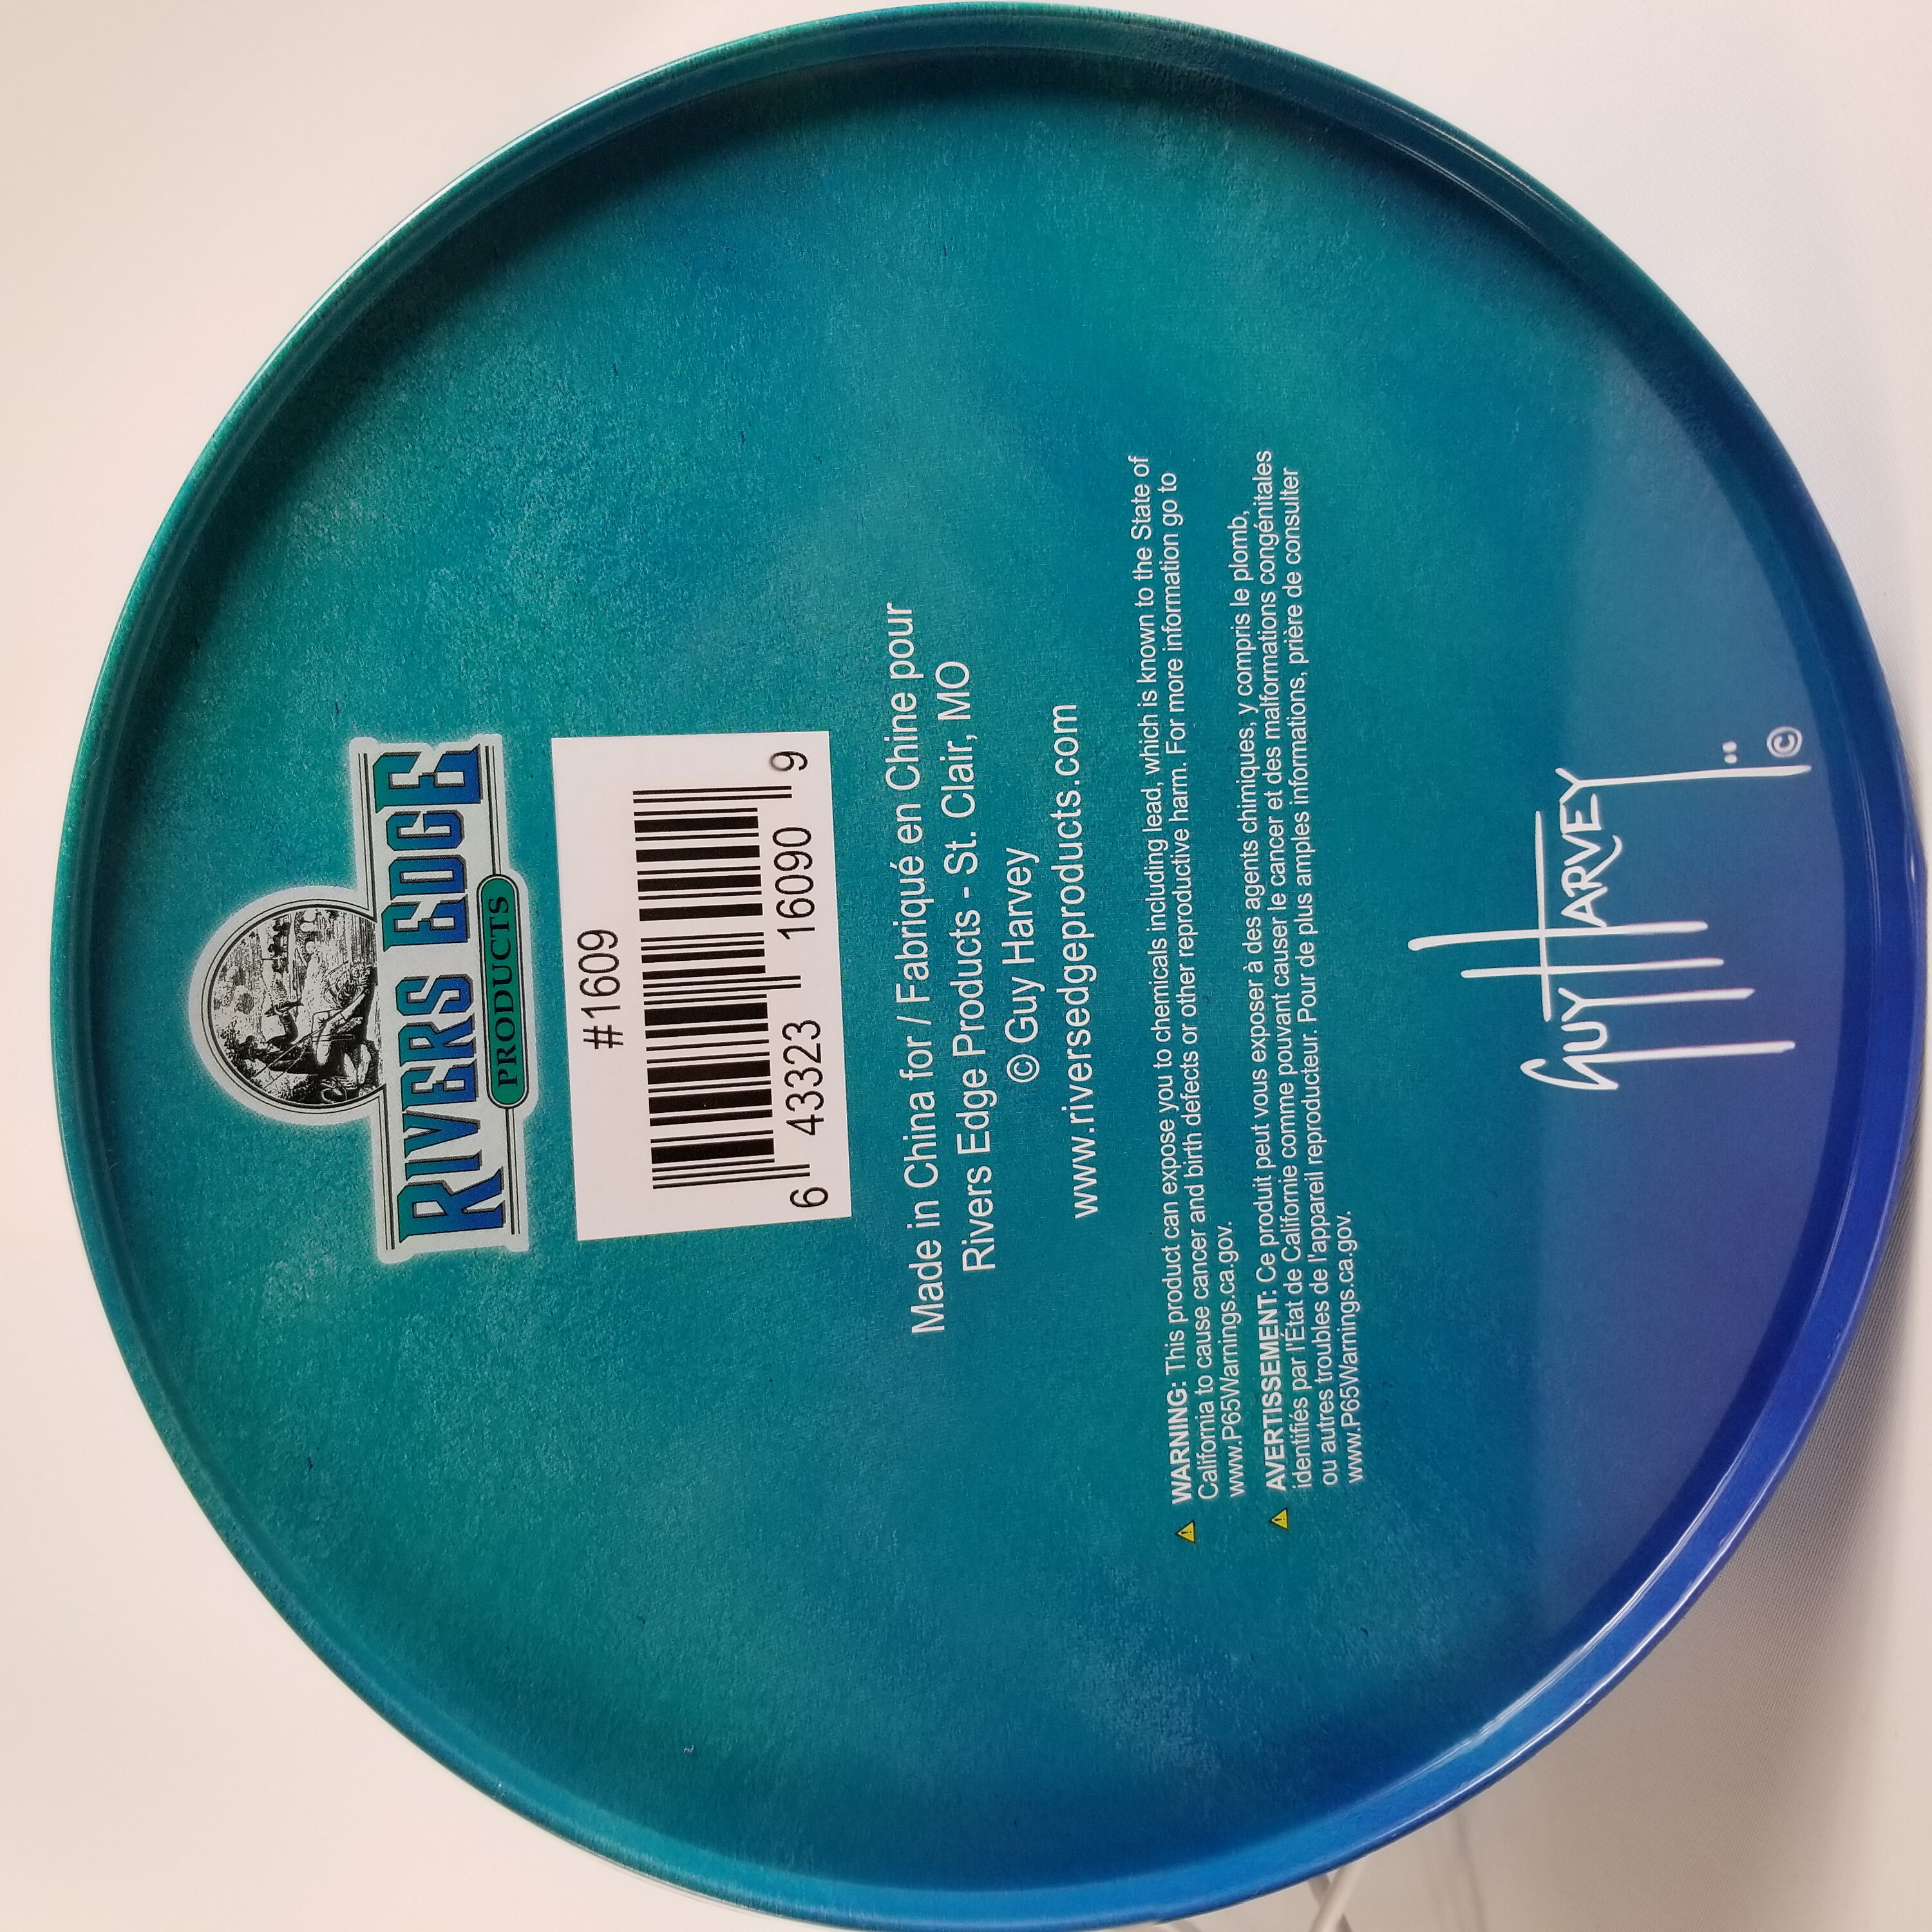 RIVERS EDGE
PRODUCTS
#1609
6 43323 16090 9
Made in China for / Fabriqué en Chine pour
Rivers Edge Products - St. Clair, MO
© Guy Harvey
www.riversedgeproducts.com
WARNING: This product can expose you to chemicals including lead, which is known to the State of
California to cause cancer and birth defects or other reproductive harm. For more information go to
www.P65Warnings.ca.gov.
AVERTISSEMENT: Ce produit peut vous exposer à des agents chimiques, y compris le plomb,
identifiés par l'État de Californie comme pouvant causer le cancer et des malformations congénitales
ou autres troubles de l'appareil reproducteur. Pour de plus amples informations, prière de consulter
www.P65Warnings.ca.gov.
GUY HARVEY ©